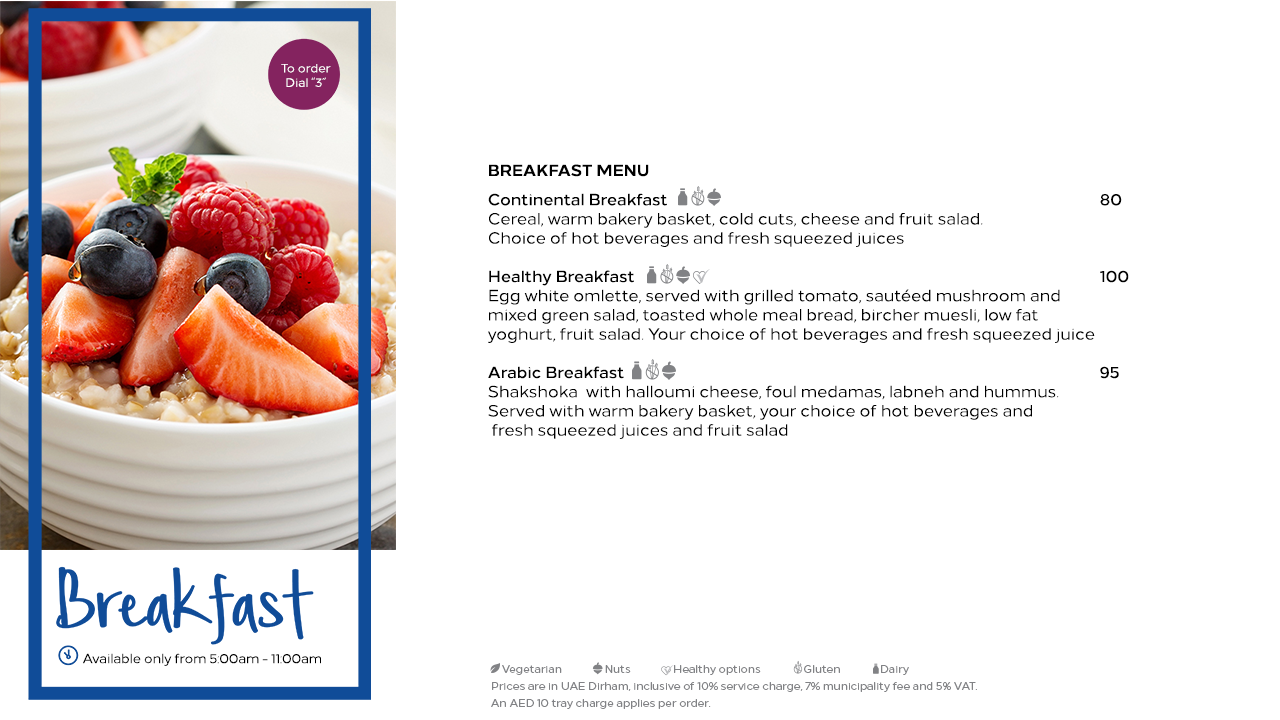 To order
Dial “3”
Breakfast
Available only from 5:00am - 11:00am
BREAKFAST MENU
Continental Breakfast 80
Cereal, warm bakery basket, cold cuts, cheese and fruit salad.
Choice of hot beverages and fresh squeezed juices
Healthy Breakfast 100
Egg white omlette, served with grilled tomato, sautéed mushroom and
mixed green salad, toasted whole meal bread, bircher muesli, low fat
yoghurt, fruit salad. Your choice of hot beverages and fresh squeezed juice
Arabic Breakfast 95
Shakshoka with halloumi cheese, foul medamas, labneh and hummus.
Served with warm bakery basket, your choice of hot beverages and
fresh squeezed juices and fruit salad
Vegetarian Nuts Healthy options Gluten Dairy
Prices are in UAE Dirham, inclusive of 10% service charge, 7% municipality fee and 5% VAT.
An AED 10 tray charge applies per order.